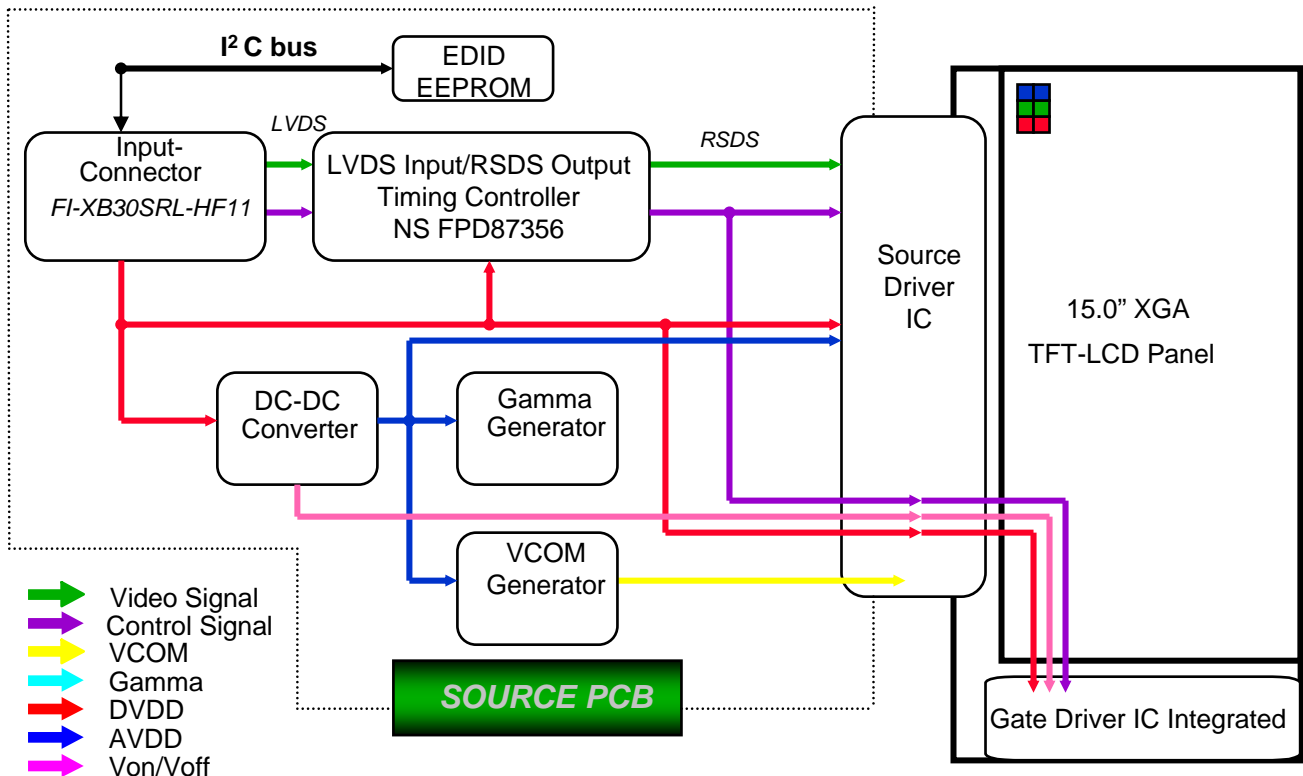 I² C bus
EDID
EEPROM
Input-
Connector
FI-XB30SRL-HF11
LVDS
LVDS Input/RSDS Output
Timing Controller
NS FPD87356
RSDS
Source
Driver
IC
15.0” XGA
TFT-LCD Panel
DC-DC
Converter
Gamma
Generator
VCOM
Generator
Video Signal
Control Signal
VCOM
Gamma
DVDD
AVDD
Von/Voff
SOURCE PCB
Gate Driver IC Integrated